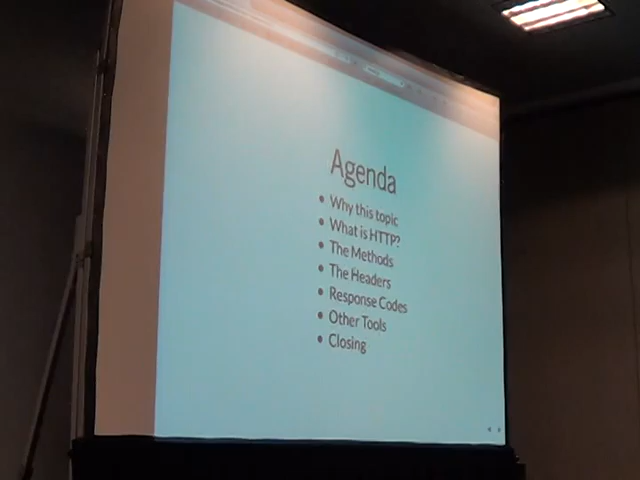 Agenda
• Why this topic
• What is HTTP?
• The Methods
• The Headers
• Response Codes
• Other Tools
• Closing